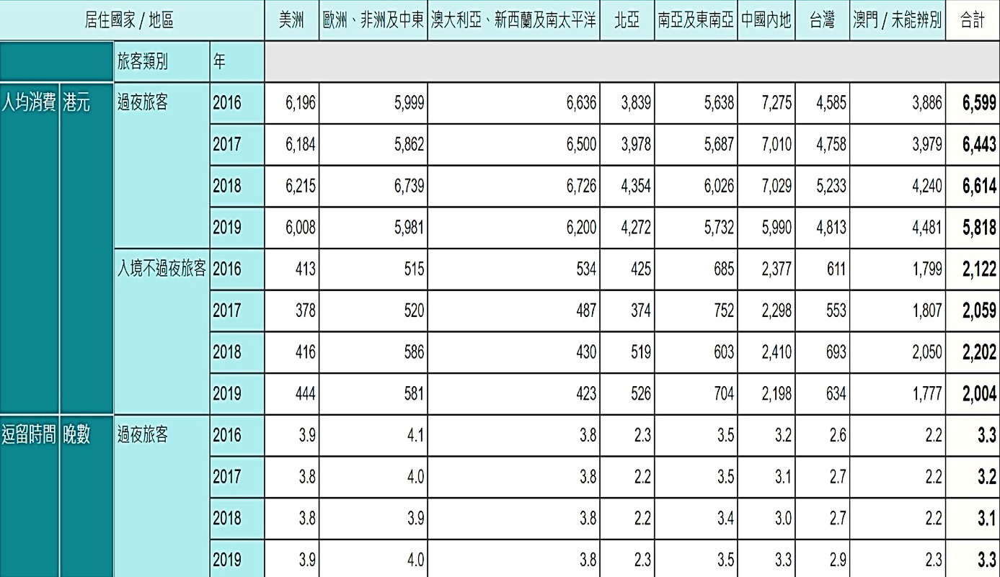 居住國家 / 地區 美洲 歐洲、非洲及中東 澳大利亞、新西蘭及南太平洋 北亞 南亞及東南亞 中國內地 台灣 澳門 / 未能辨別 合計
旅客類別 年
人均消費 港元 過夜旅客 2016 6,196 5,999 6,636 3,839 5,638 7,275 4,585 3,886 6,599
2017 6,184 5,862 6,500 3,978 5,687 7,010 4,758 3,979 6,443
2018 6,215 6,739 6,726 4,354 6,026 7,029 5,233 4,240 6,614
2019 6,008 5,981 6,200 4,272 5,732 5,990 4,813 4,481 5,818
入境不過夜旅客 2016 413 515 534 425 685 2,377 611 1,799 2,122
2017 378 520 487 374 752 2,298 553 1,807 2,059
2018 416 586 430 519 603 2,410 693 2,050 2,202
2019 444 581 423 526 704 2,198 634 1,777 2,004
逗留時間 晚數 過夜旅客 2016 3.9 4.1 3.8 2.3 3.5 3.2 2.6 2.2 3.3
2017 3.8 4.0 3.8 2.2 3.5 3.1 2.7 2.2 3.2
2018 3.8 3.9 3.8 2.2 3.4 3.0 2.7 2.2 3.1
2019 3.9 4.0 3.8 2.3 3.5 3.3 2.9 2.3 3.3